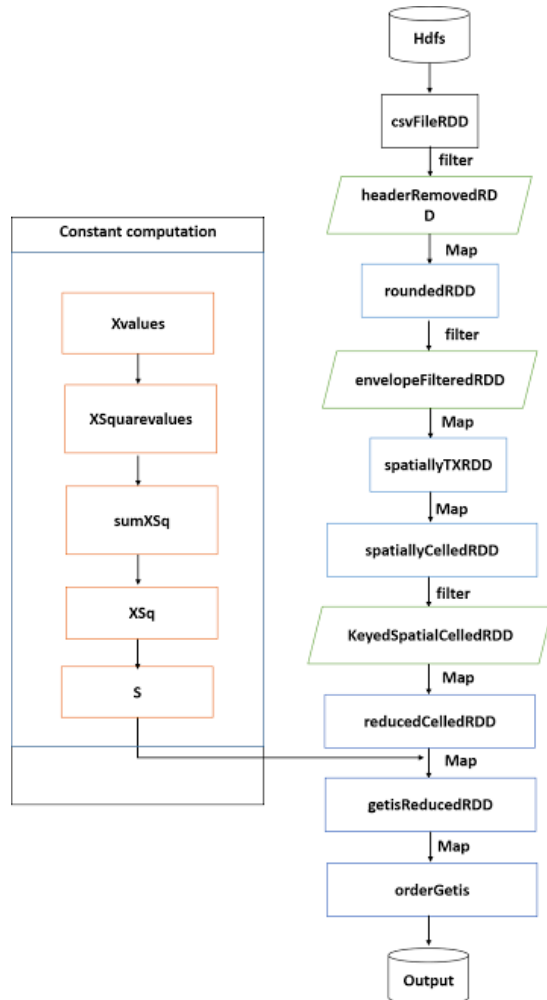 Hdfs
csvFileRDD
filter
headerRemovedRD
D
Map
roundedRDD
filter
envelopeFilteredRDD
Map
spatiallyTXRDD
Map
spatiallyCelledRDD
filter
KeyedSpatialCelledRDD
Map
reducedCelledRDD
Map
getisReducedRDD
Map
orderGetis
Output
Constant computation
Xvalues
XSquarevalues
sumXSq
XSq
S